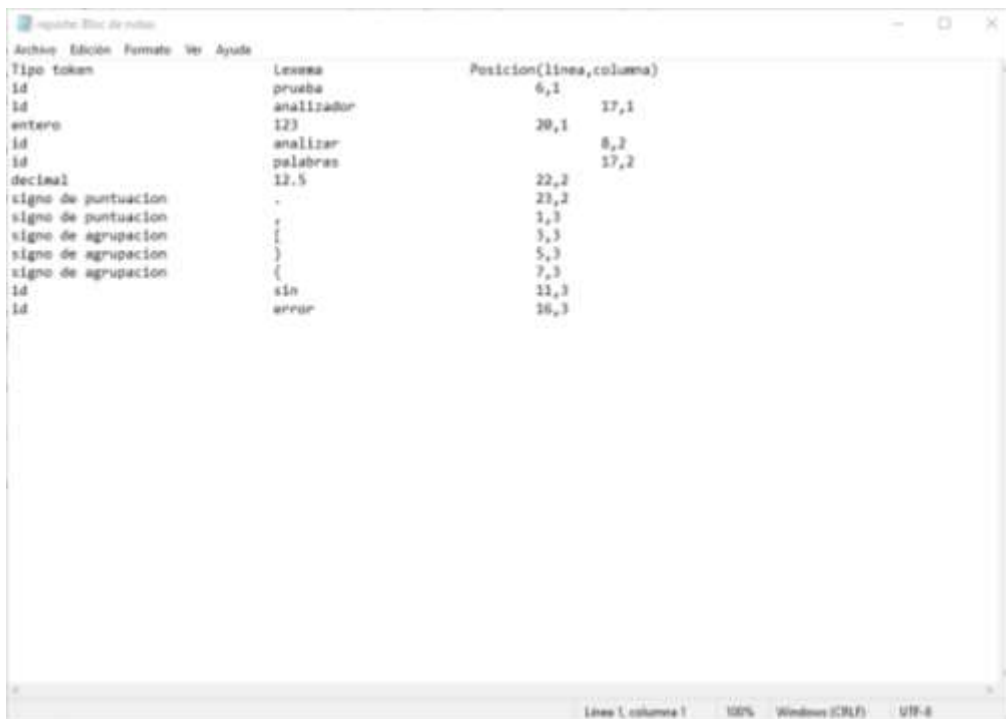 reporte: Bloc de notas
Archivo Edición Formato Ver Ayuda
Tipo token Lexema Posicion(linea,columna)
id prueba 6,1
id analizador 17,1
entero 123 20,1
id analizar 8,2
id palabras 17,2
decimal 12.5 22,2
signo de puntuacion . 23,2
signo de puntuacion , 1,3
signo de agrupacion [ 3,3
signo de agrupacion } 5,3
signo de agrupacion { 7,3
id sin 11,3
id error 16,3
Línea 1, columna 1 100% Windows (CRLF) UTF-8